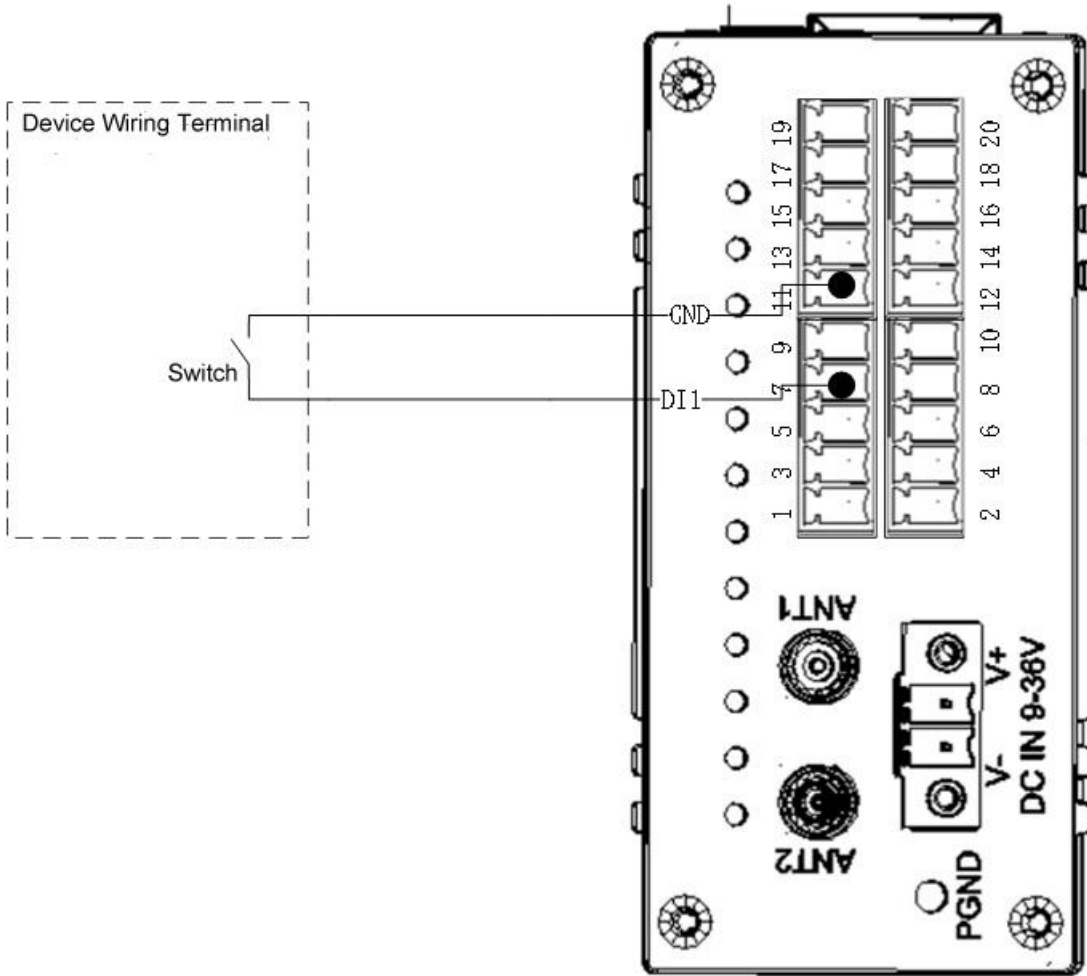 Device Wiring Terminal
Switch
GND
DI1
19
17
15
13
11
9
7
5
3
1
20
18
16
14
12
10
8
6
4
2
ANT1
ANT2
V+
V-
DC IN 9-36V
PGND